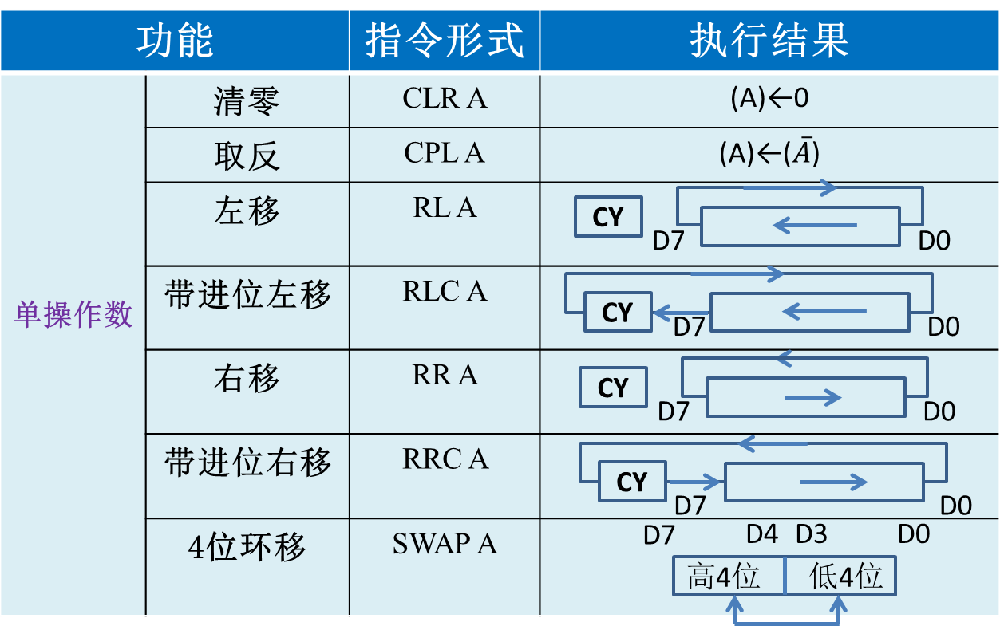 功能 指令形式 执行结果
单操作数
清零 CLR A (A)←0
取反 CPL A (A)←(Ā)
左移 RL A CY D7 D0
带进位左移 RLC A CY D7 D0
右移 RR A CY D7 D0
带进位右移 RRC A CY D7 D0
4位环移 SWAP A D7 D4 D3 D0
高4位 低4位